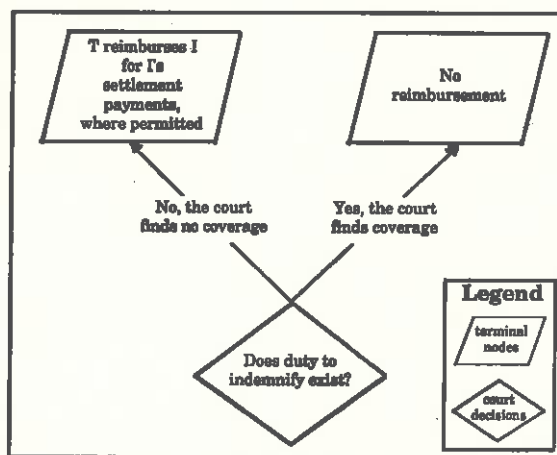 T reimburses I
for I's
settlement
payments,
where permitted
No
reimbursement
No, the court
finds no coverage
Yes, the court
finds coverage
Does duty to
indemnify exist?
Legend
terminal
nodes
court
decisions